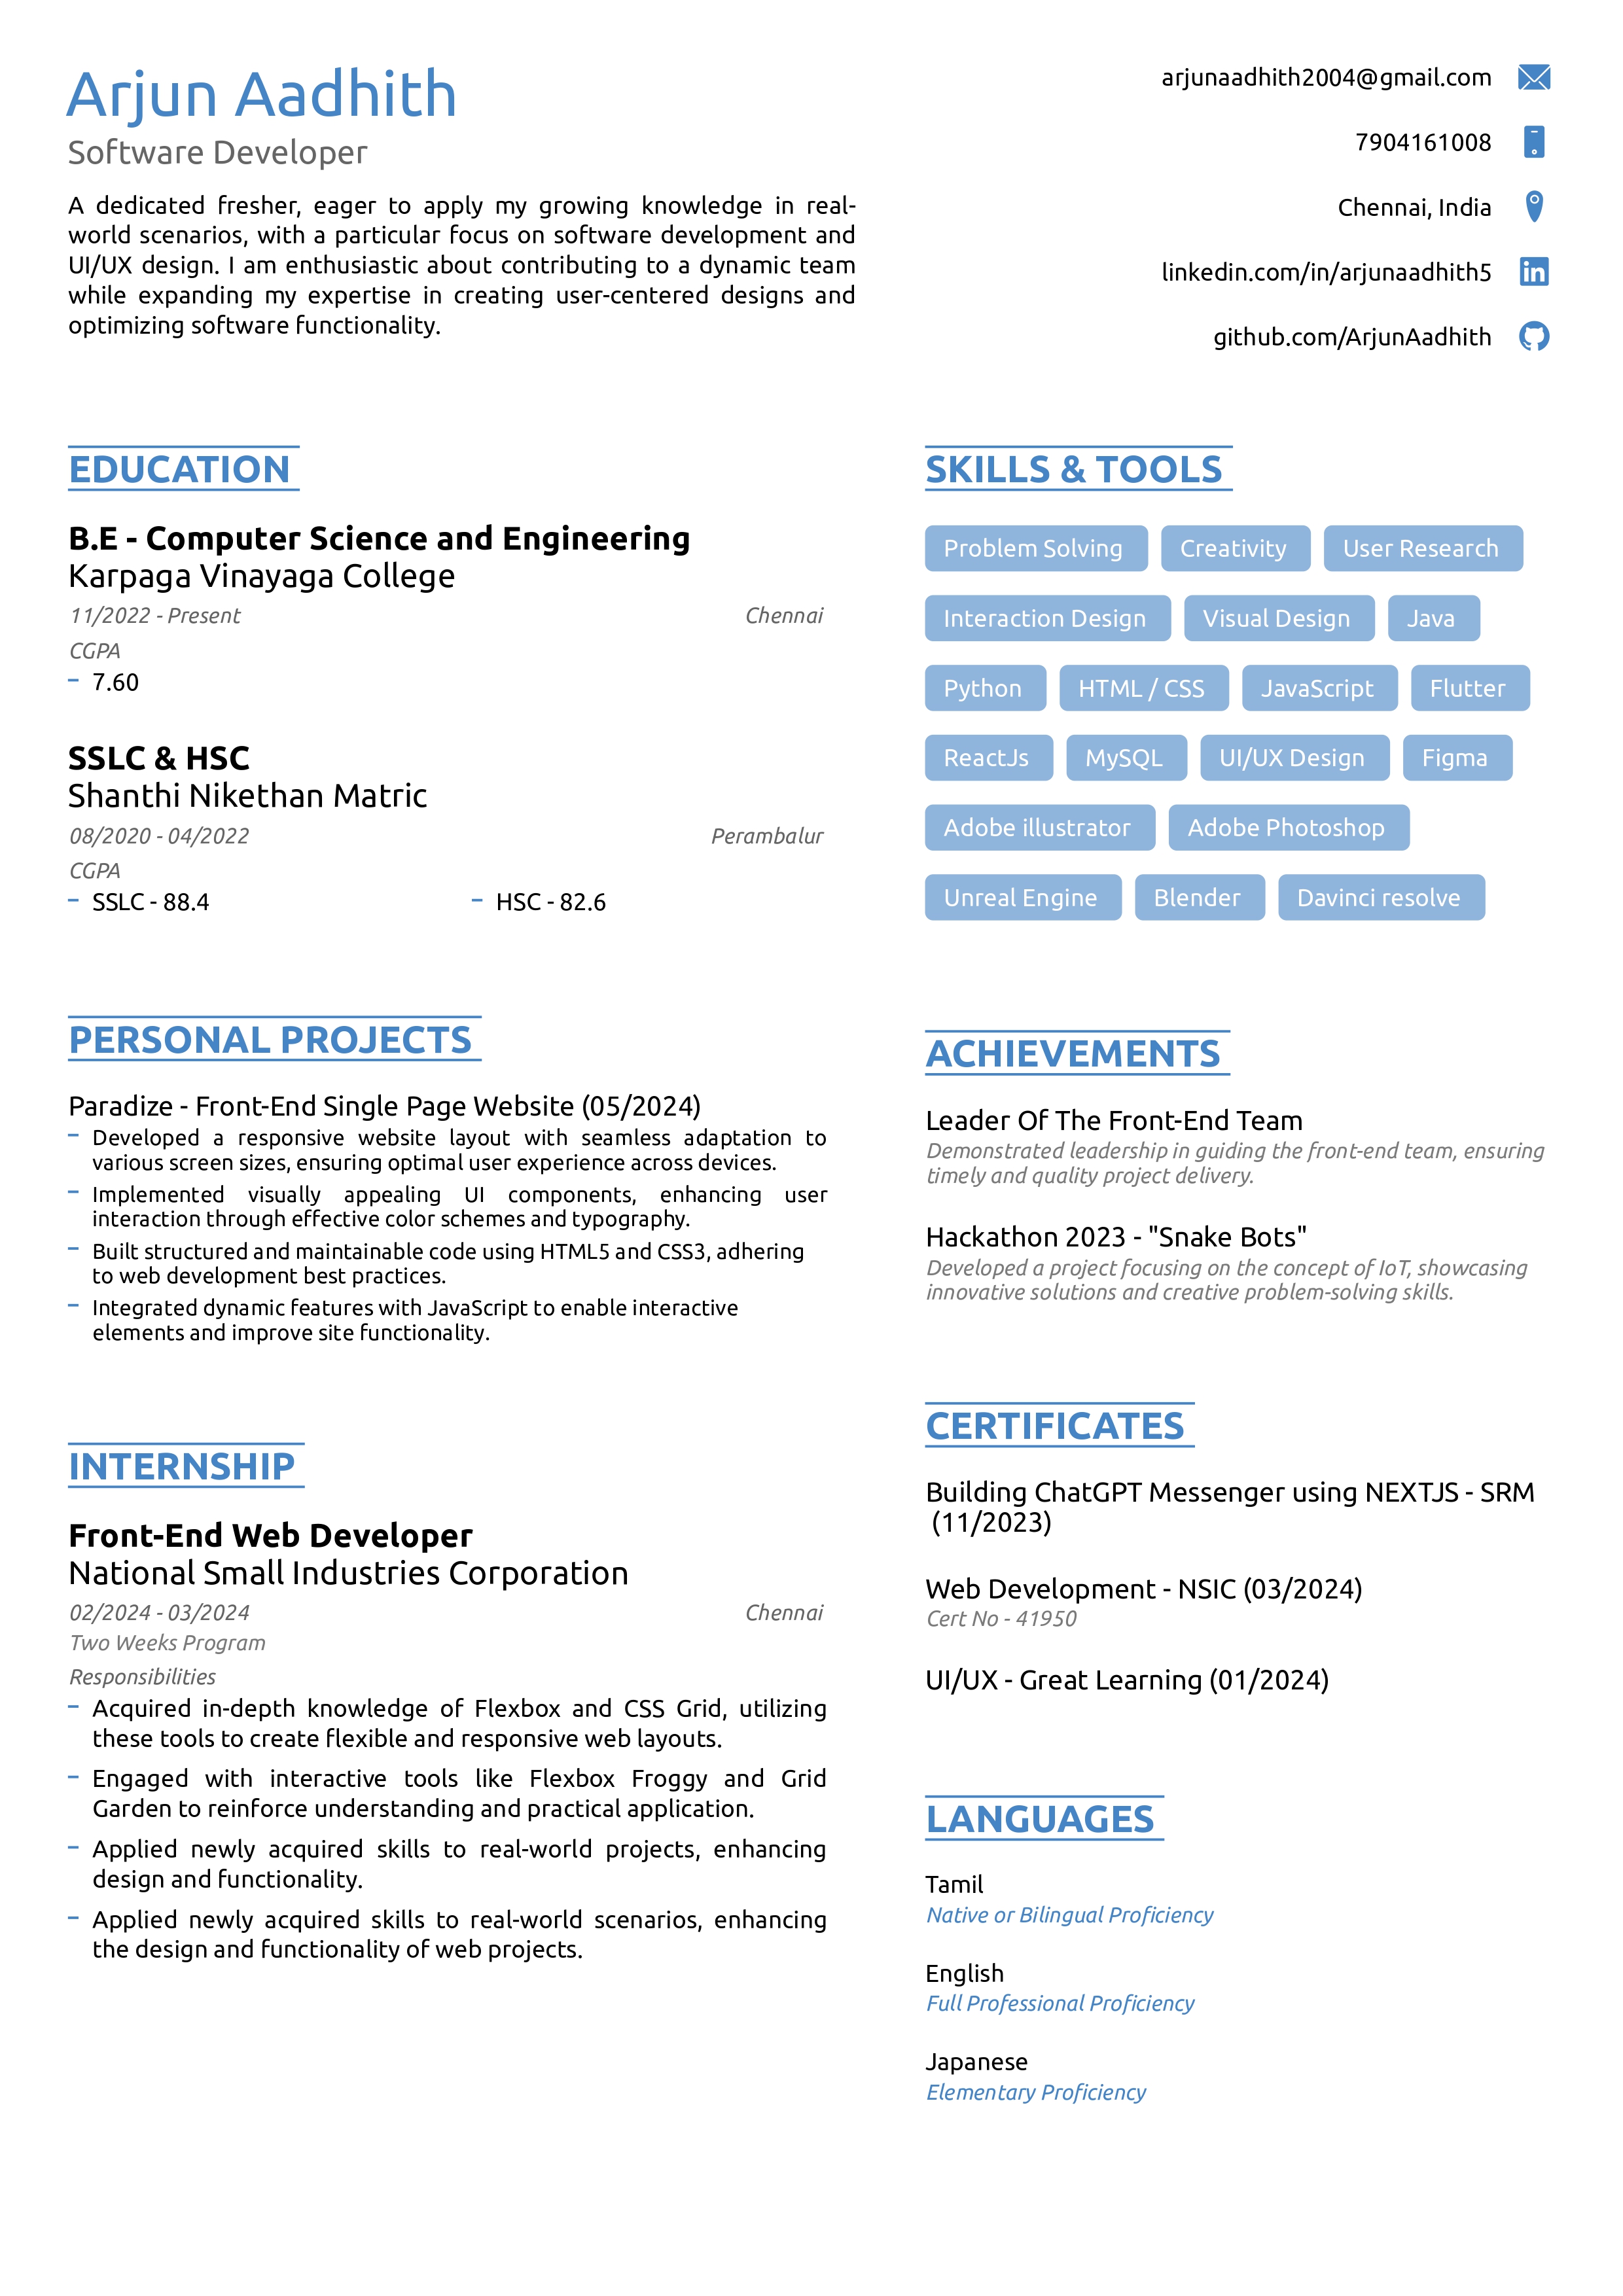 Arjun Aadhith
Software Developer
A dedicated fresher, eager to apply my growing knowledge in real-
world scenarios, with a particular focus on software development and
UI/UX design. I am enthusiastic about contributing to a dynamic team
while expanding my expertise in creating user-centered designs and
optimizing software functionality.
arjunaadhith2004@gmail.com
7904161008
Chennai, India
linkedin.com/in/arjunaadhith5
github.com/ArjunAadhith
EDUCATION
B.E - Computer Science and Engineering
Karpaga Vinayaga College
11/2022 - Present Chennai
CGPA
– 7.60
SSLC & HSC
Shanthi Nikethan Matric
08/2020 - 04/2022 Perambalur
CGPA
– SSLC - 88.4 – HSC - 82.6
PERSONAL PROJECTS
Paradize - Front-End Single Page Website (05/2024)
– Developed a responsive website layout with seamless adaptation to
various screen sizes, ensuring optimal user experience across devices.
– Implemented visually appealing UI components, enhancing user
interaction through effective color schemes and typography.
– Built structured and maintainable code using HTML5 and CSS3, adhering
to web development best practices.
– Integrated dynamic features with JavaScript to enable interactive
elements and improve site functionality.
INTERNSHIP
Front-End Web Developer
National Small Industries Corporation
02/2024 - 03/2024 Chennai
Two Weeks Program
Responsibilities
– Acquired in-depth knowledge of Flexbox and CSS Grid, utilizing
these tools to create flexible and responsive web layouts.
– Engaged with interactive tools like Flexbox Froggy and Grid
Garden to reinforce understanding and practical application.
– Applied newly acquired skills to real-world projects, enhancing
design and functionality.
– Applied newly acquired skills to real-world scenarios, enhancing
the design and functionality of web projects.
SKILLS & TOOLS
Problem Solving Creativity User Research
Interaction Design Visual Design Java
Python HTML / CSS JavaScript Flutter
ReactJs MySQL UI/UX Design Figma
Adobe illustrator Adobe Photoshop
Unreal Engine Blender Davinci resolve
ACHIEVEMENTS
Leader Of The Front-End Team
Demonstrated leadership in guiding the front-end team, ensuring
timely and quality project delivery.
Hackathon 2023 - "Snake Bots"
Developed a project focusing on the concept of IoT, showcasing
innovative solutions and creative problem-solving skills.
CERTIFICATES
Building ChatGPT Messenger using NEXTJS - SRM
(11/2023)
Web Development - NSIC (03/2024)
Cert No - 41950
UI/UX - Great Learning (01/2024)
LANGUAGES
Tamil
Native or Bilingual Proficiency
English
Full Professional Proficiency
Japanese
Elementary Proficiency